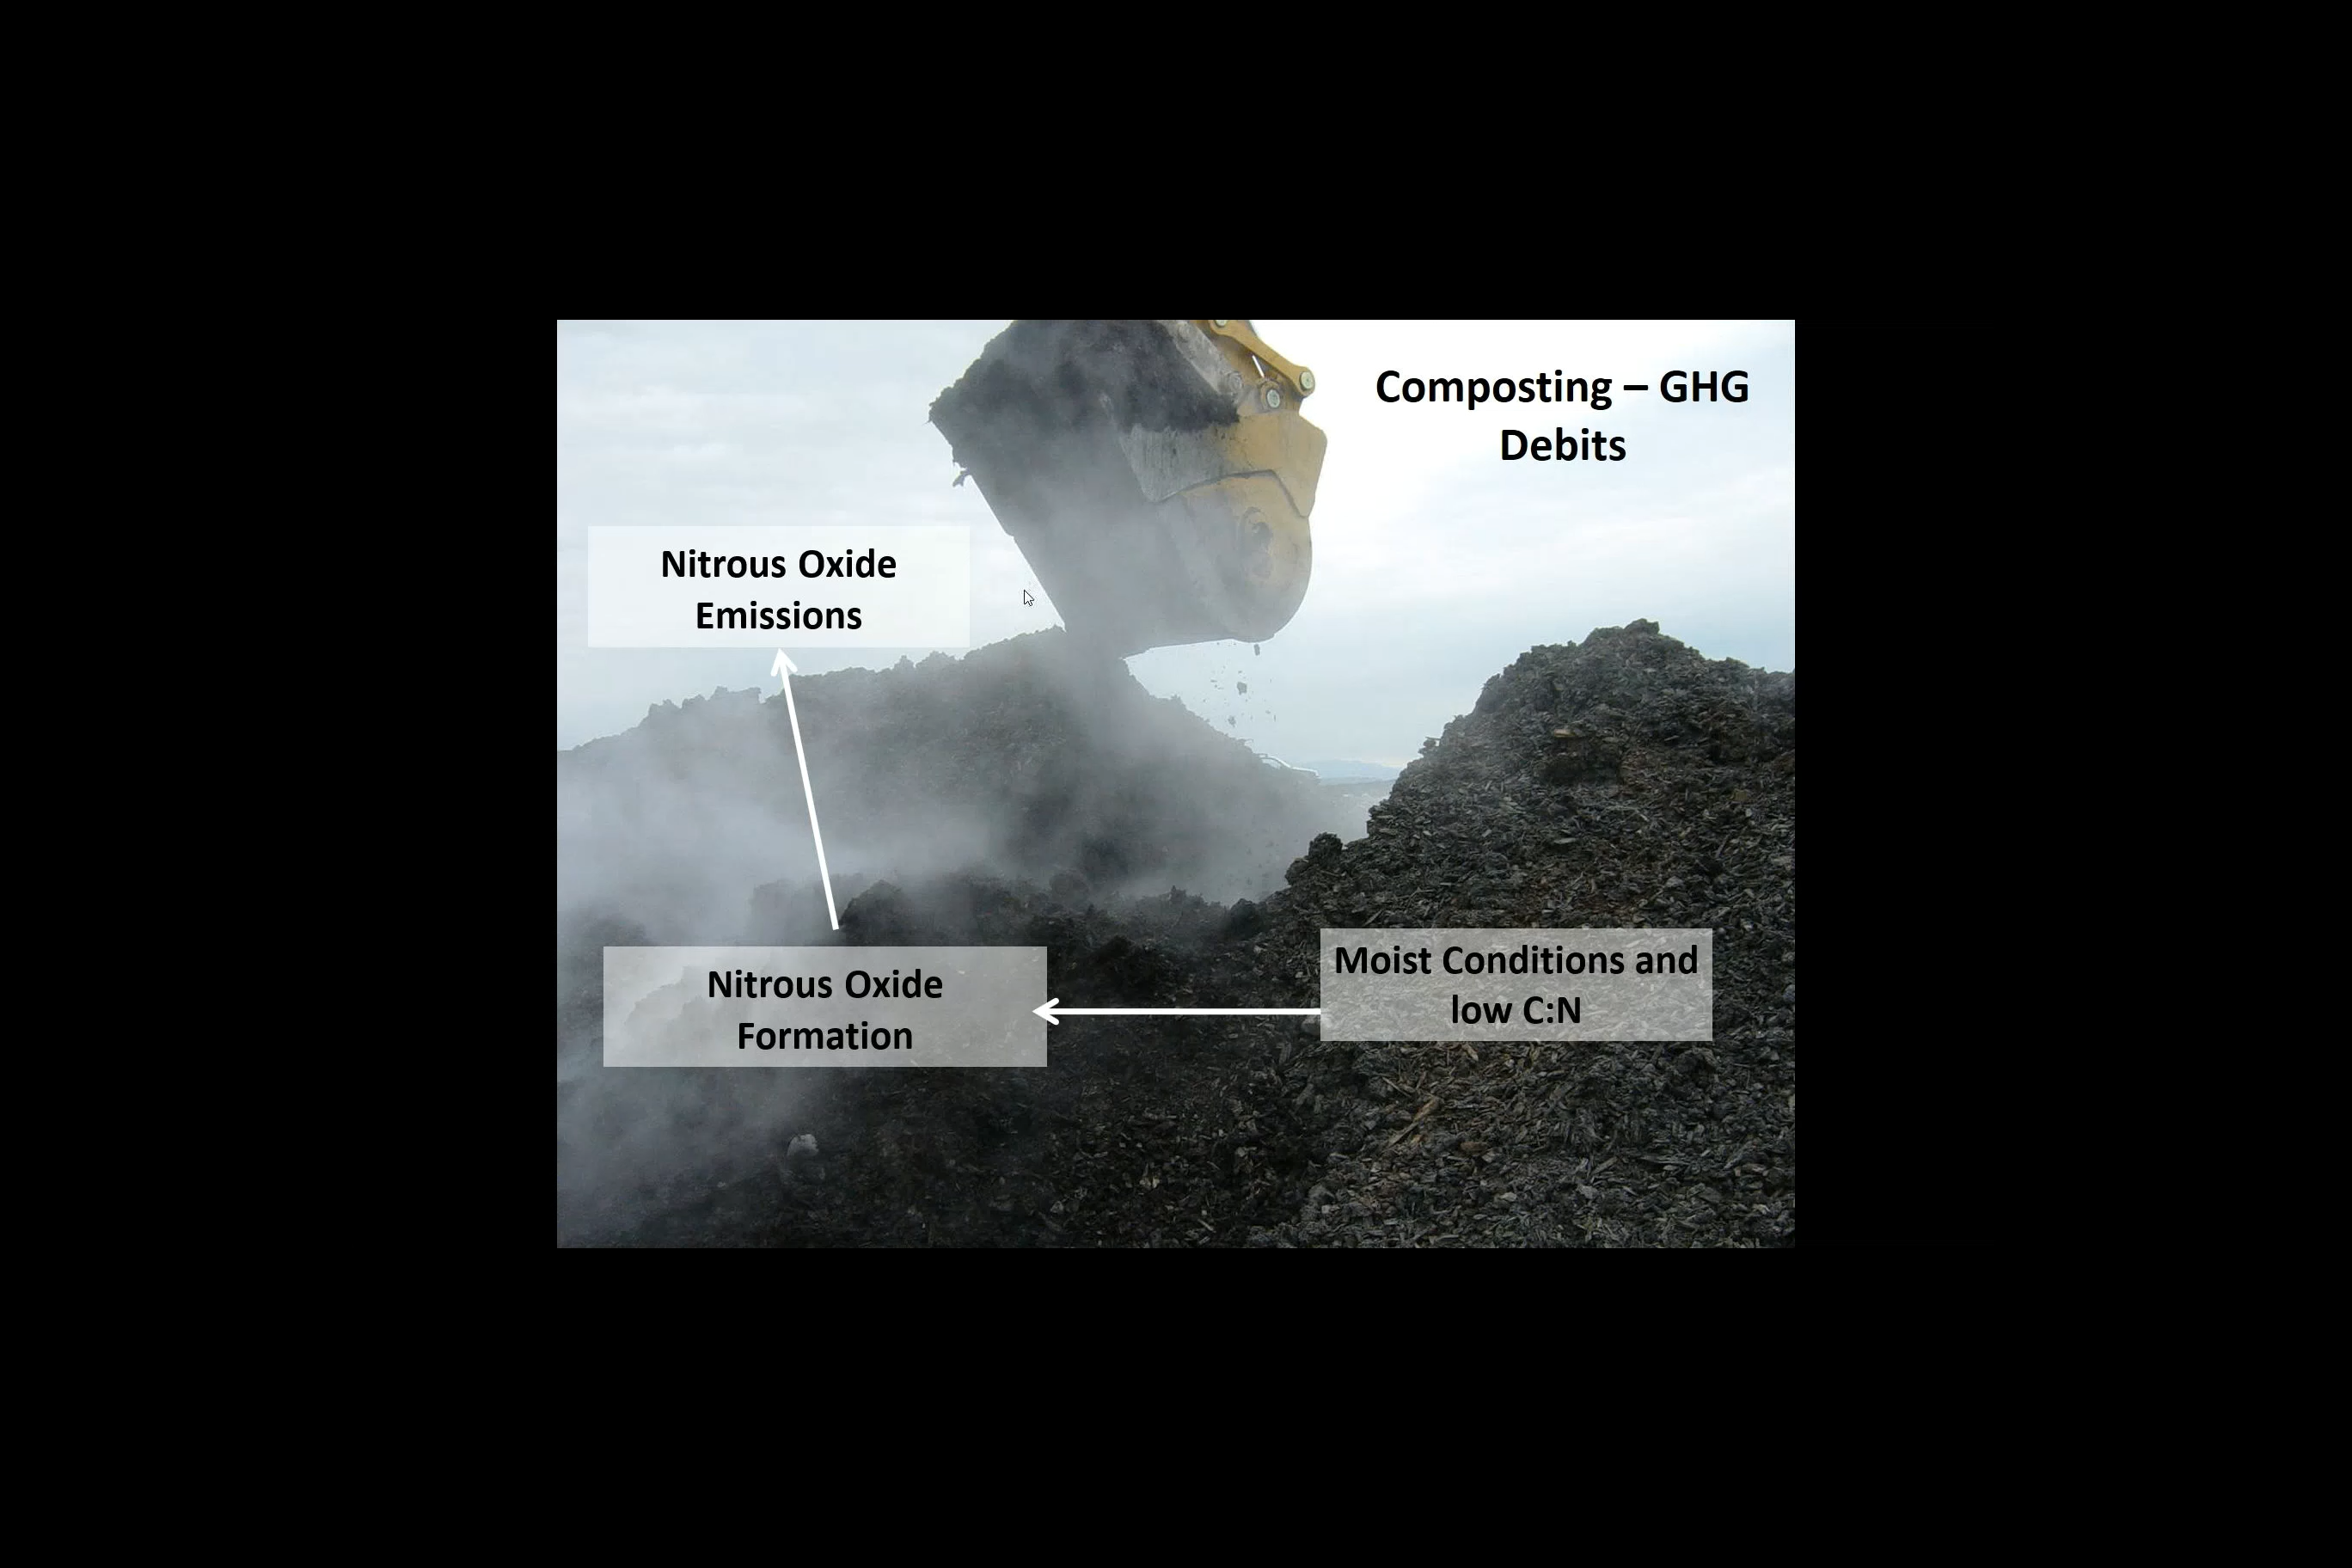 Composting – GHG
Debits
Nitrous Oxide
Emissions
Nitrous Oxide
Formation
Moist Conditions and
low C:N